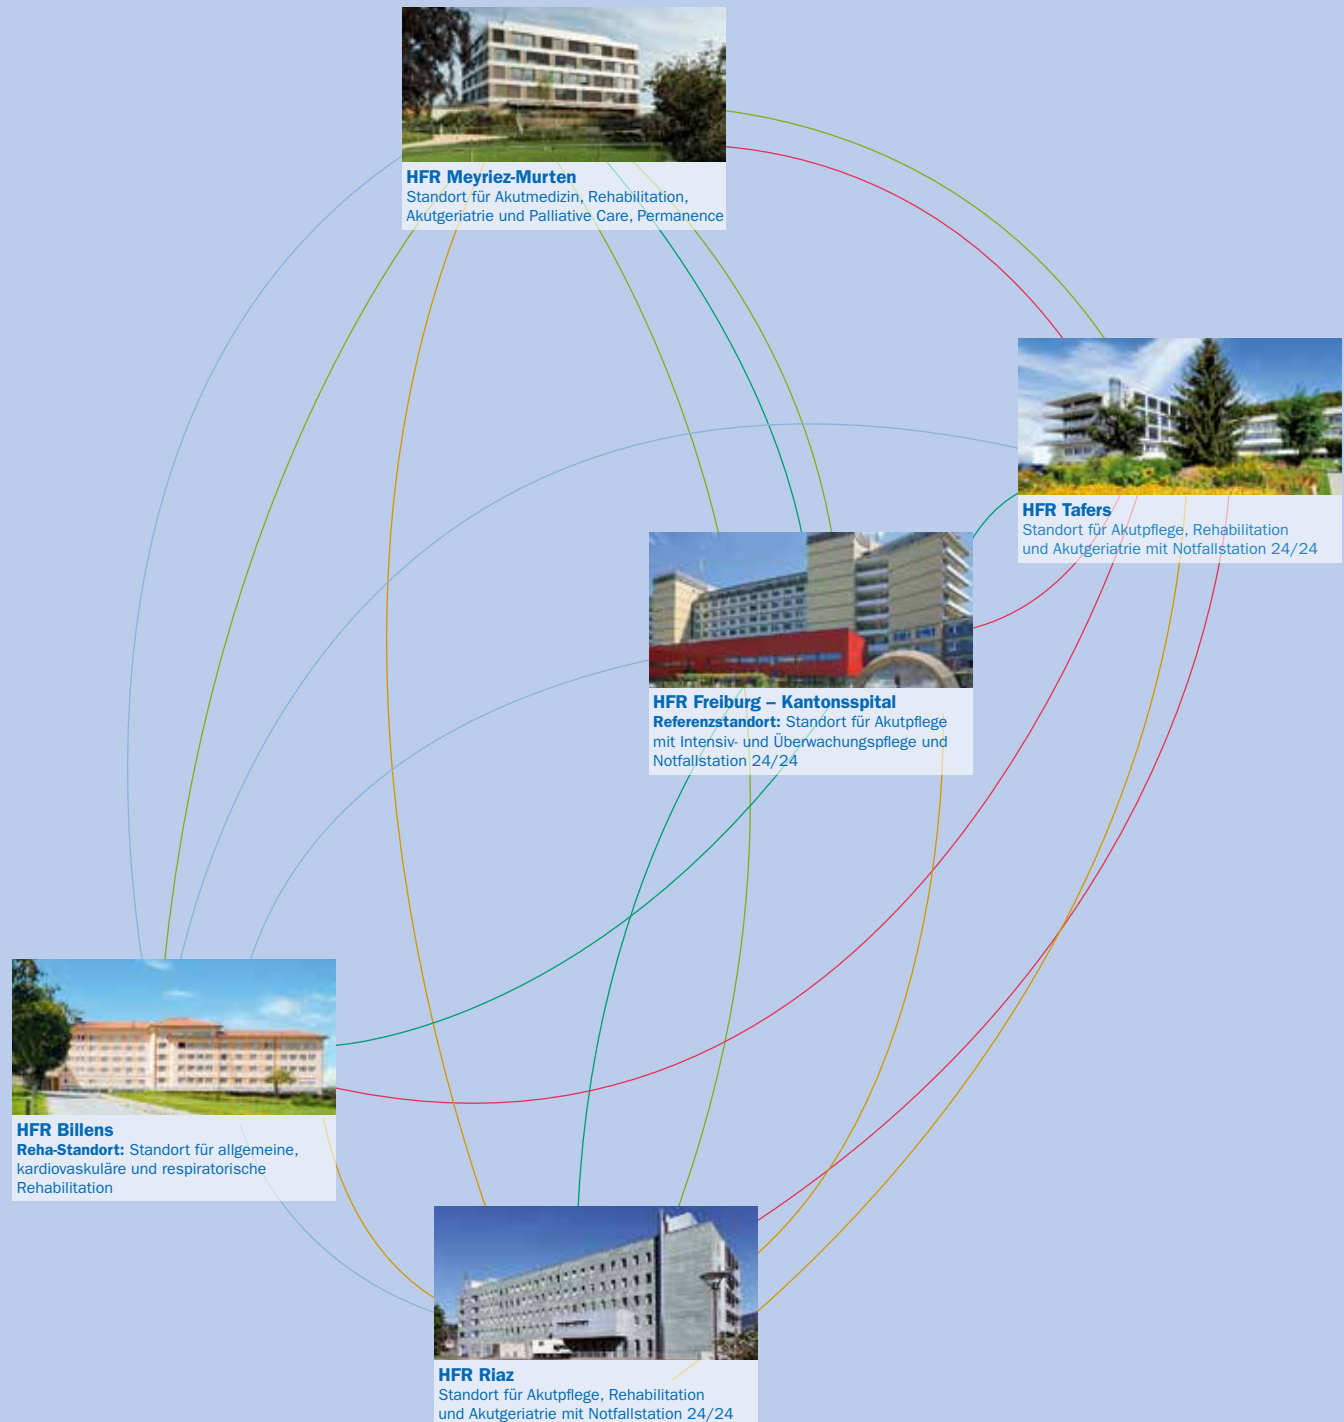 HFR Meyriez-Murten
Standort für Akutmedizin, Rehabilitation,
Akutgeriatrie und Palliative Care, Permanence
HFR Tafers
Standort für Akutpflege, Rehabilitation
und Akutgeriatrie mit Notfallstation 24/24
HFR Freiburg – Kantonsspital
Referenzstandort: Standort für Akutpflege
mit Intensiv- und Überwachungspflege und
Notfallstation 24/24
HFR Billens
Reha-Standort: Standort für allgemeine,
kardiovaskuläre und respiratorische
Rehabilitation
HFR Riaz
Standort für Akutpflege, Rehabilitation
und Akutgeriatrie mit Notfallstation 24/24